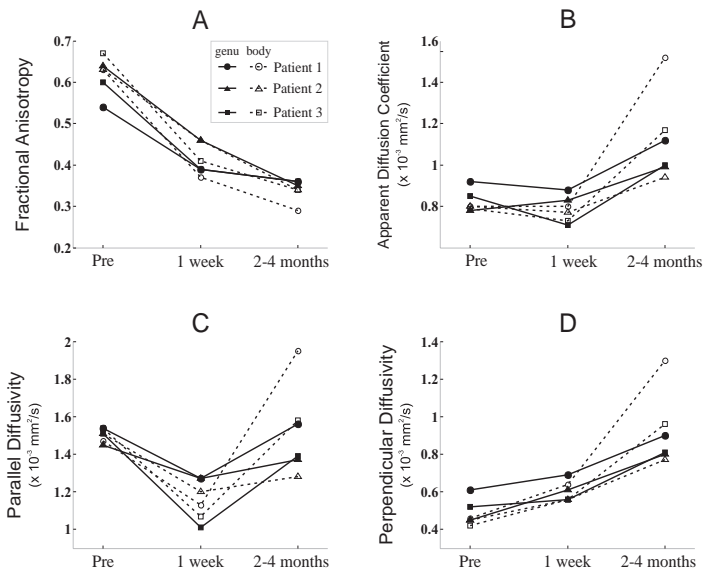 A
Fractional Anisotropy
0.7
0.6
0.5
0.4
0.3
0.2
genu body
Patient 1
Patient 2
Patient 3
Pre 1 week 2-4 months
B
Apparent Diffusion Coefficient
(x 10⁻³ mm²/s)
1.6
1.4
1.2
1
0.8
Pre 1 week 2-4 months
C
Parallel Diffusivity
(x 10⁻³ mm²/s)
2
1.8
1.6
1.4
1.2
1
Pre 1 week 2-4 months
D
Perpendicular Diffusivity
(x 10⁻³ mm²/s)
1.4
1.2
1.0
0.8
0.6
0.4
Pre 1 week 2-4 months